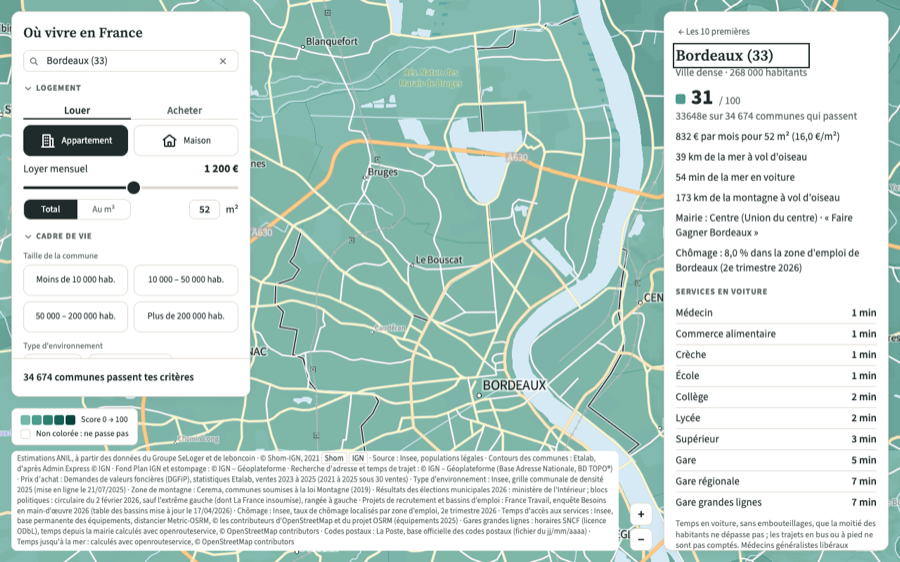 Où vivre en France
Bordeaux (33)
LOGEMENT
Louer
Acheter
Appartement
Maison
Loyer mensuel
1 200 €
Total
Au m²
52 m²
CADRE DE VIE
Taille de la commune
Moins de 10 000 hab.
10 000 – 50 000 hab.
50 000 – 200 000 hab.
Plus de 200 000 hab.
Type d'environnement
34 674 communes passent tes critères
Score 0 → 100
Non colorée : ne passe pas
Blanquefort
Rés. Natur. des
Marais de Bruges
A630
Bruges
A630
Le Bouscat
BORDEAUX
CEN
NAC
nes
Estimations ANIL, à partir des données du Groupe SeLoger et de leboncoin · © Shom-IGN, 2021 Shom IGN · Source : Insee, populations légales · Contours des communes : Etalab,
d'après Admin Express © IGN · Fond Plan IGN et estompage : © IGN – Géoplateforme · Recherche d'adresse et temps de trajet : © IGN – Géoplateforme (Base Adresse Nationale, BD TOPO®)
· Prix d'achat : Demandes de valeurs foncières (DGFiP), statistiques Etalab, ventes 2023 à 2025 (2021 à 2025 sous 30 ventes) · Type d'environnement : Insee, grille communale de densité
2025 (mise en ligne le 21/07/2025) · Zone de montagne : Cerema, communes soumises à la loi Montagne (2019) · Résultats des élections municipales 2026 : ministère de l'Intérieur ; blocs
politiques : circulaire du 2 février 2026, sauf l'extrême gauche (dont La France insoumise), rangée à gauche · Projets de recrutement et bassins d'emploi : France Travail, enquête Besoins
en main-d'œuvre 2026 (table des bassins mise à jour le 17/04/2026) · Chômage : Insee, taux de chômage localisés par zone d'emploi, 2e trimestre 2026 · Temps d'accès aux services : Insee,
base permanente des équipements, distancier Metric-OSRM, © les contributeurs d'OpenStreetMap et du projet OSRM (équipements 2025) · Gares grandes lignes : horaires SNCF (licence
ODbL), temps depuis la mairie calculés avec openrouteservice, © OpenStreetMap contributors · Codes postaux : La Poste, base officielle des codes postaux (fichier du jj/mm/aaaa) ·
Temps jusqu'à la mer : calculés avec openrouteservice, © OpenStreetMap contributors
+
−
← Les 10 premières
Bordeaux (33)
Ville dense · 268 000 habitants
31 / 100
33648e sur 34 674 communes qui passent
832 € par mois pour 52 m² (16,0 €/m²)
39 km de la mer à vol d'oiseau
54 min de la mer en voiture
173 km de la montagne à vol d'oiseau
Mairie : Centre (Union du centre) · « Faire
Gagner Bordeaux »
Chômage : 8,0 % dans la zone d'emploi de
Bordeaux (2e trimestre 2026)
SERVICES EN VOITURE
Médecin 1 min
Commerce alimentaire 1 min
Crèche 1 min
École 1 min
Collège 2 min
Lycée 2 min
Supérieur 3 min
Gare 5 min
Gare régionale 7 min
Gare grandes lignes 7 min
Temps en voiture, sans embouteillages, que la moitié des
habitants ne dépasse pas ; les trajets en bus ou à pied ne
sont pas comptés. Médecins généralistes libéraux